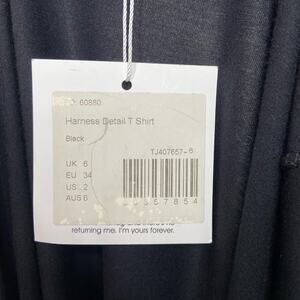 60880
Harness Detail T Shirt
Black
TJ407657-6
UK 6
EU 34
US 2
AUS 6
returning me. I'm yours forever.